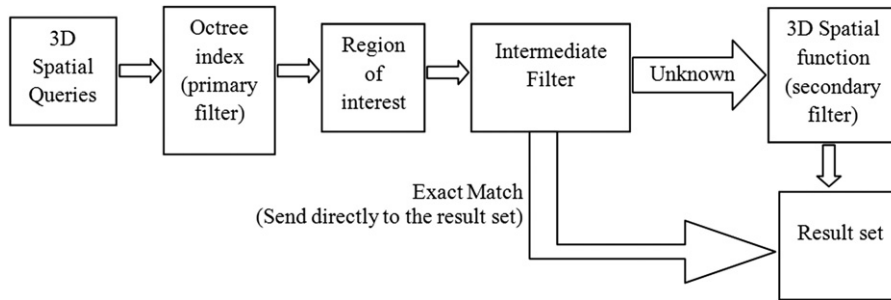 3D
Spatial
Queries
Octree
index
(primary
filter)
Region
of
interest
Intermediate
Filter
Unknown
3D Spatial
function
(secondary
filter)
Exact Match
(Send directly to the result set)
Result set